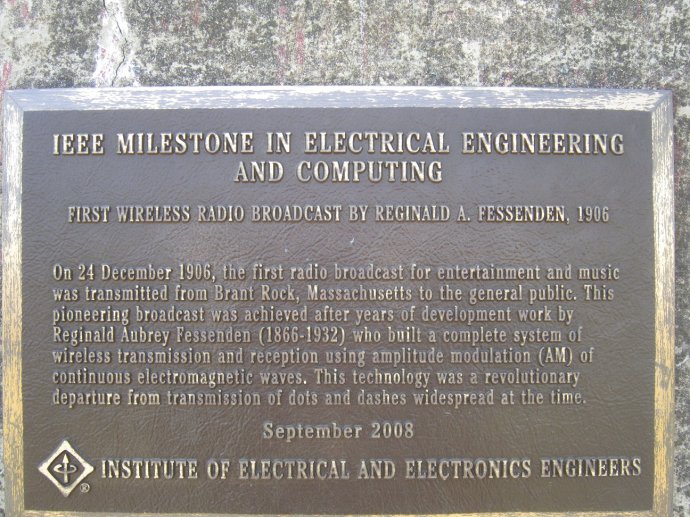 IEEE MILESTONE IN ELECTRICAL ENGINEERING
AND COMPUTING
FIRST WIRELESS RADIO BROADCAST BY REGINALD A. FESSENDEN, 1906
On 24 December 1906, the first radio broadcast for entertainment and music
was transmitted from Brant Rock, Massachusetts to the general public. This
pioneering broadcast was achieved after years of development work by
Reginald Aubrey Fessenden (1866-1932) who built a complete system of
wireless transmission and reception using amplitude modulation (AM) of
continuous electromagnetic waves. This technology was a revolutionary
departure from transmission of dots and dashes widespread at the time.
September 2008
® INSTITUTE OF ELECTRICAL AND ELECTRONICS ENGINEERS